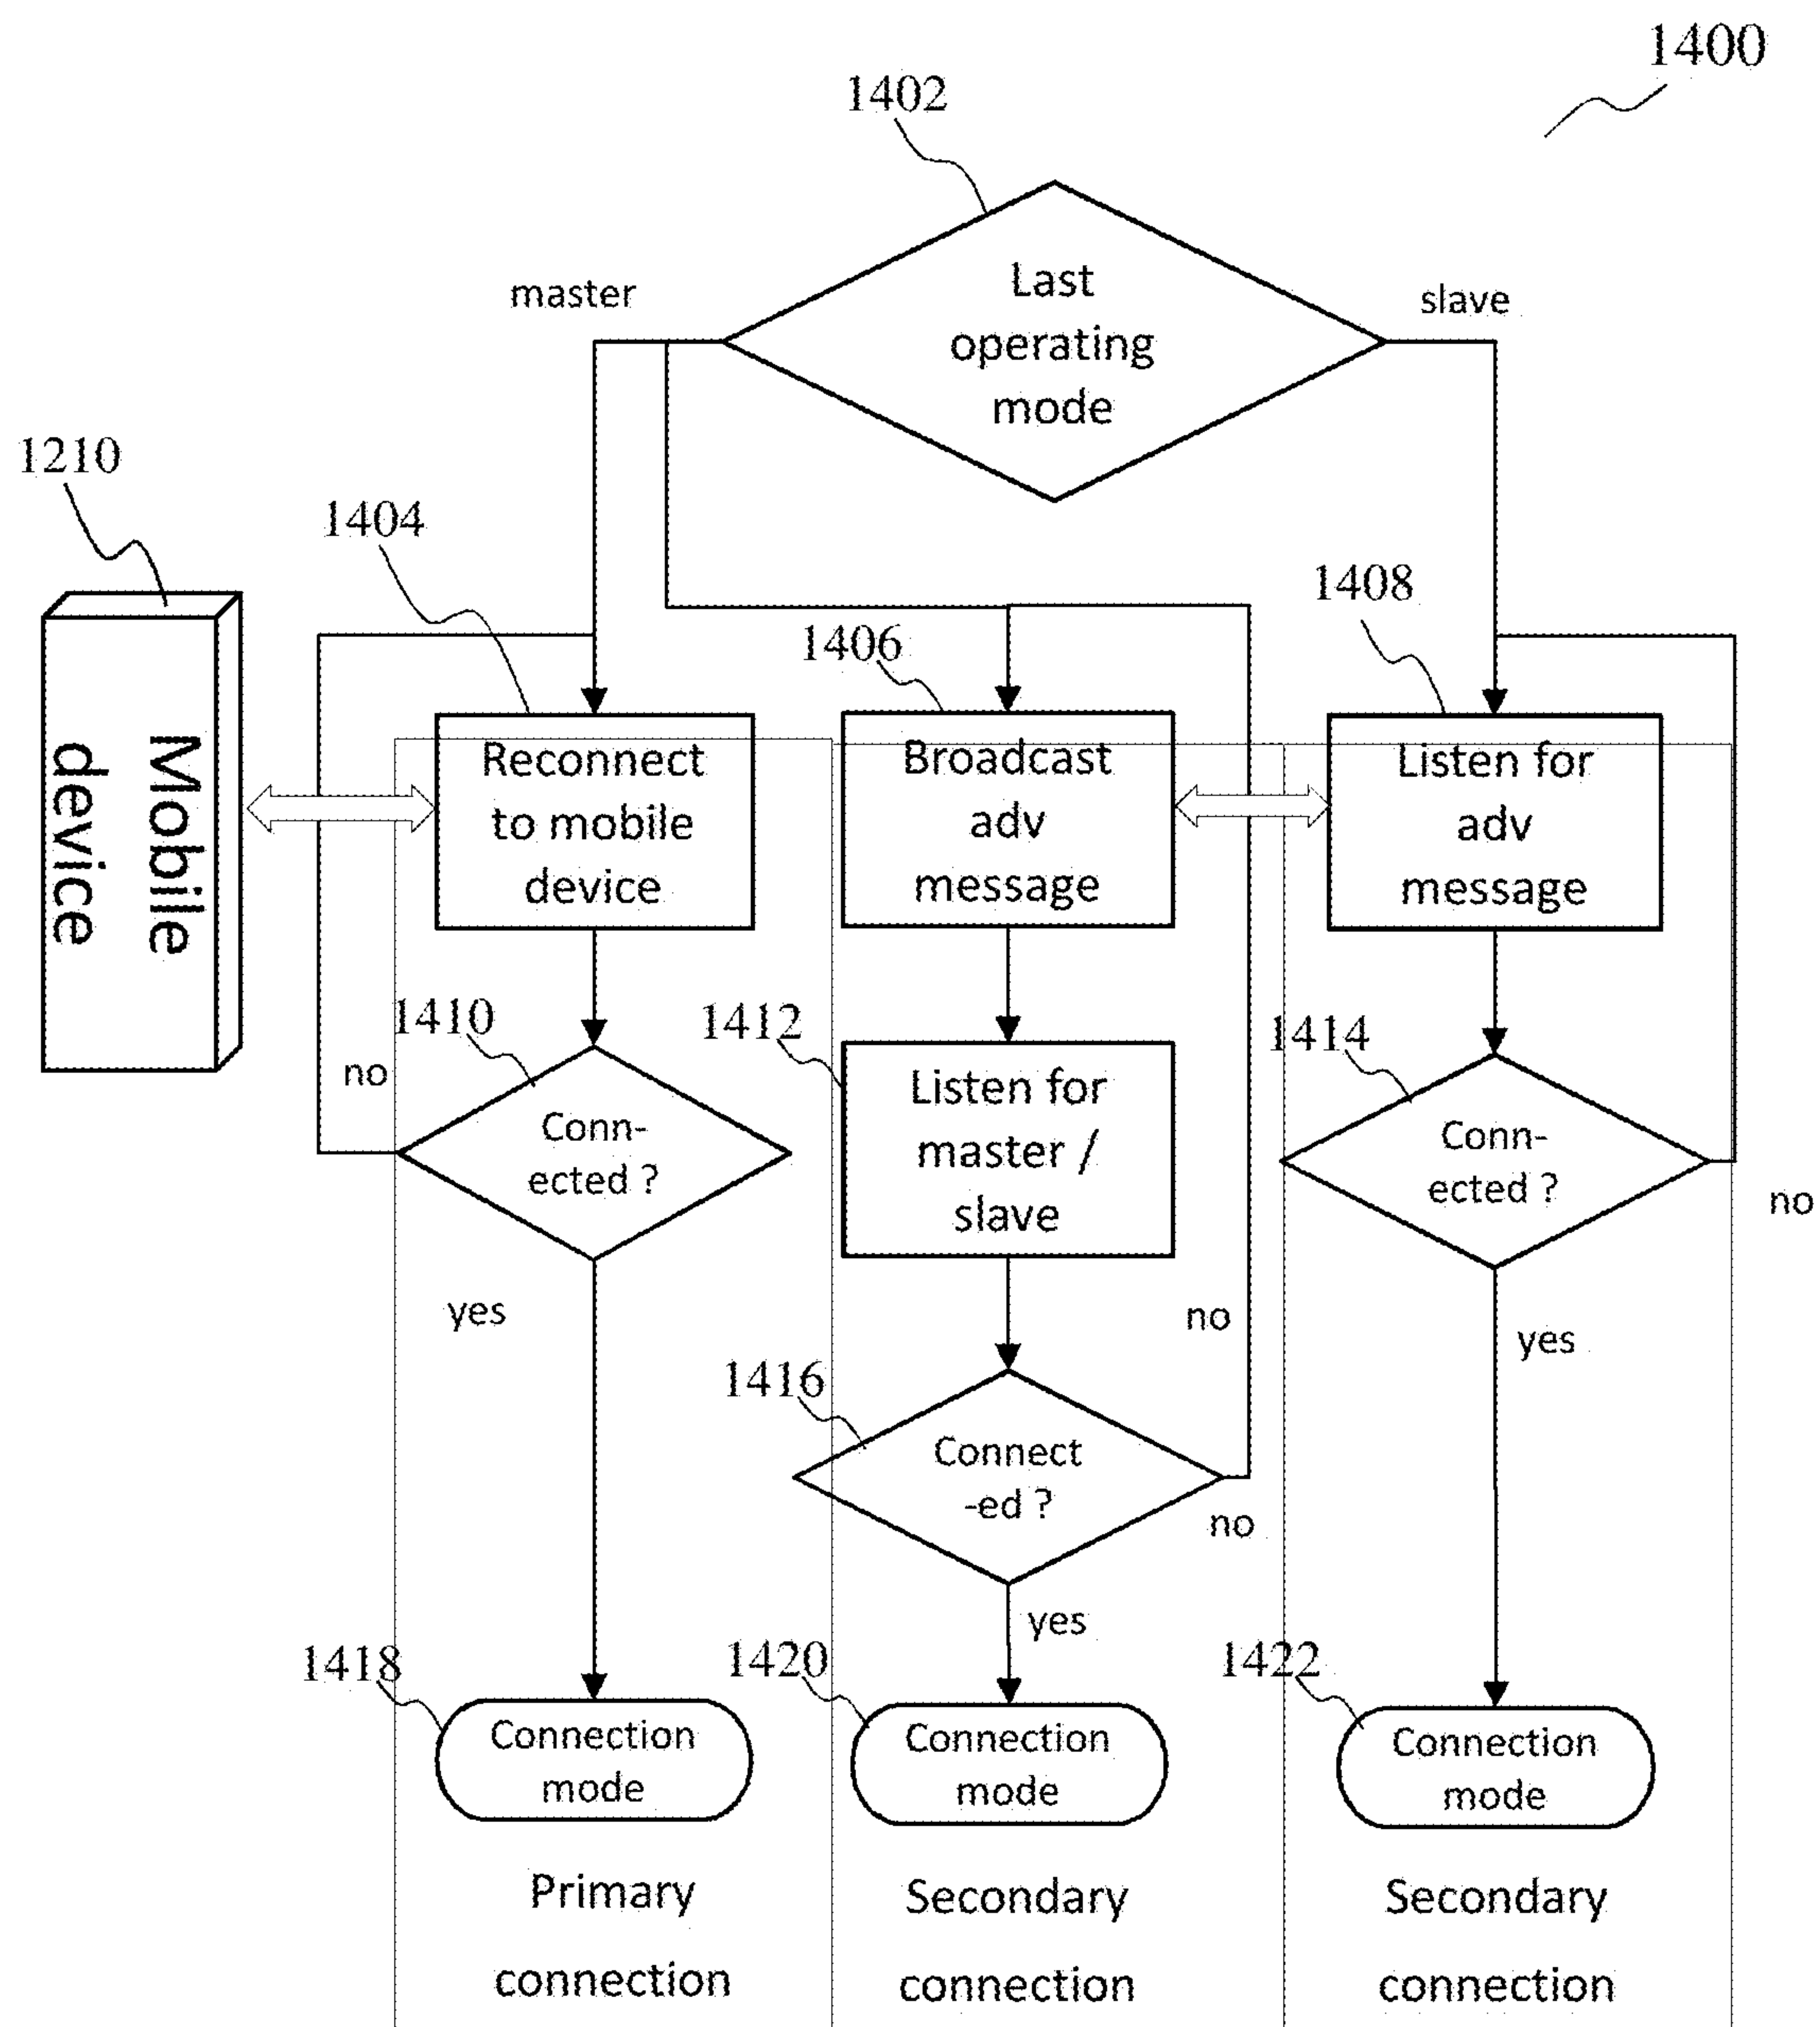 1400
1402
Last
operating
mode
master
slave
1210
1404
1408
1406
Mobile
device
Reconnect
to mobile
device
Broadcast
adv
message
Listen for
adv
message
1410
1412
1414
no
Conn-
ected ?
Listen for
master /
slave
Conn-
ected ?
no
yes
no
yes
1416
Connect
-ed ?
no
yes
1418
1420
1422
Connection
mode
Connection
mode
Connection
mode
Primary
connection
Secondary
connection
Secondary
connection